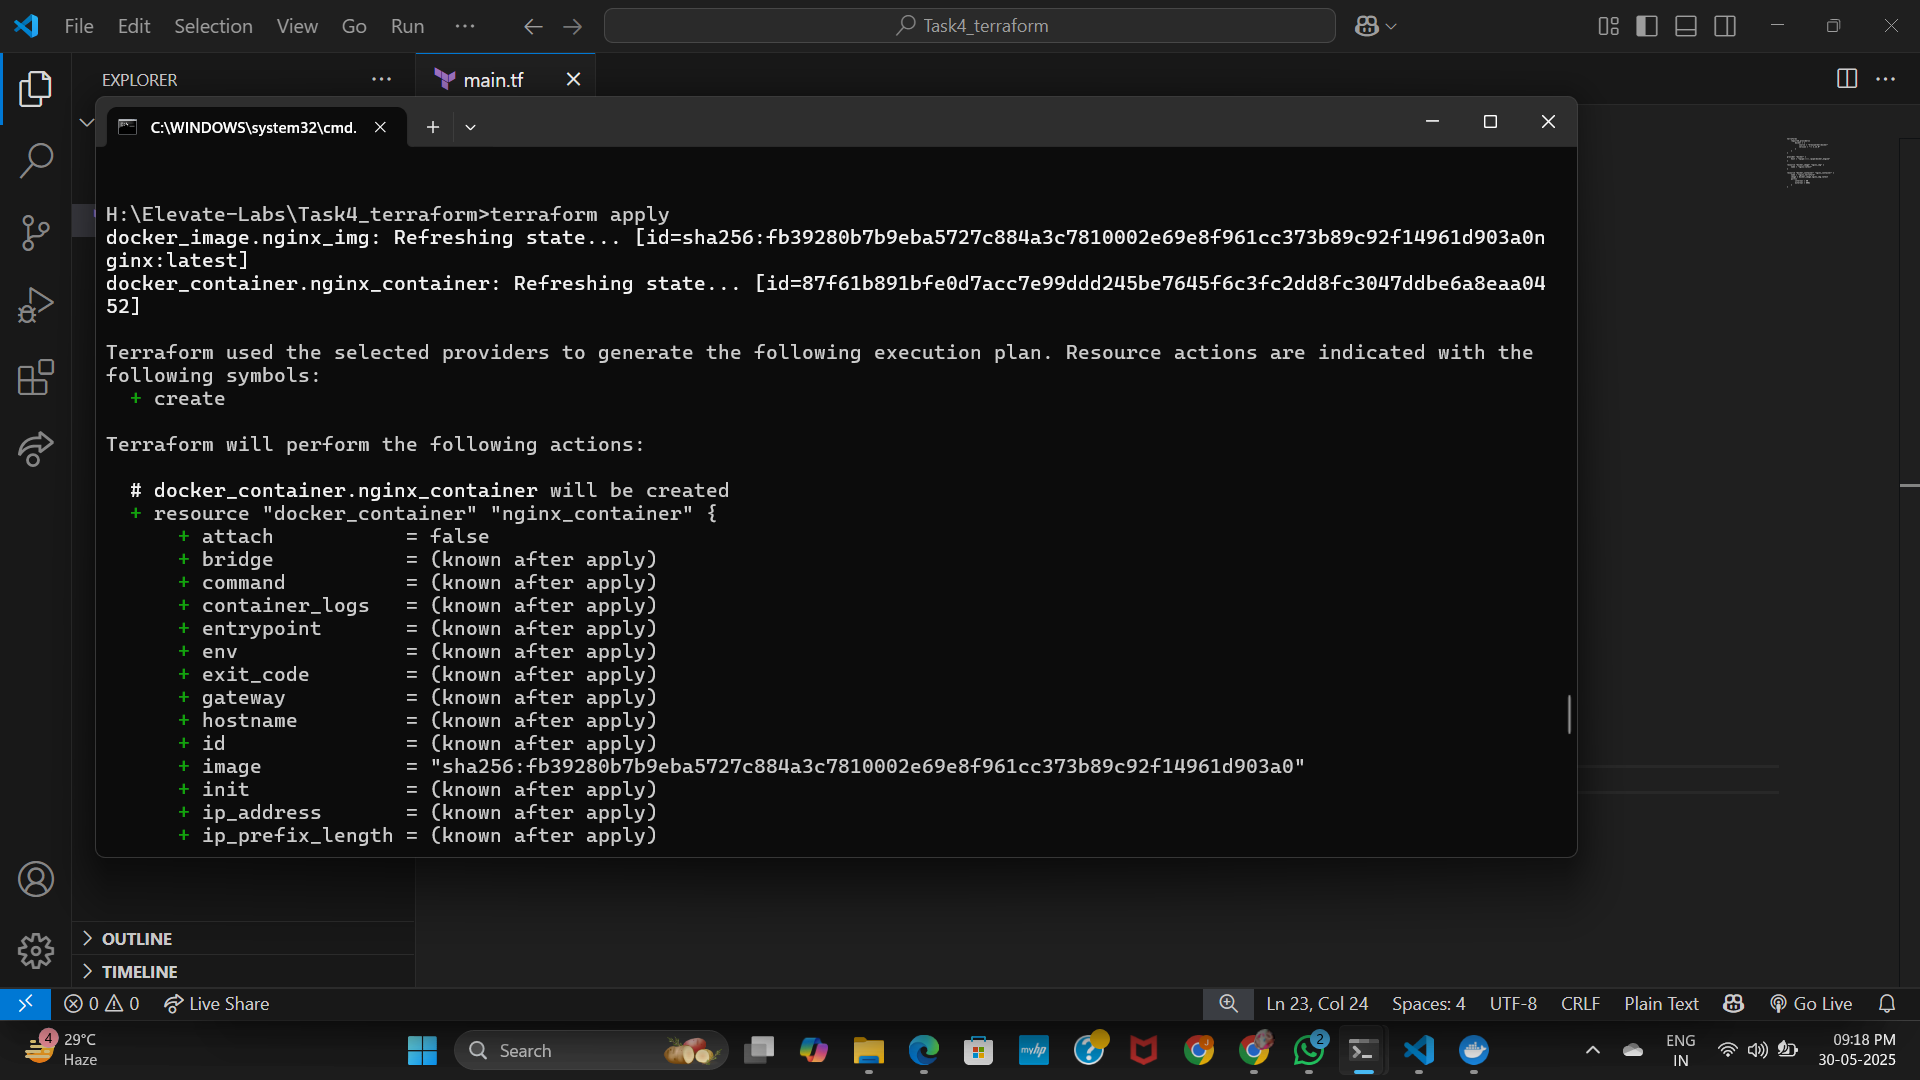 File Edit Selection View Go Run ···
Task4_terraform
EXPLORER
main.tf
C:\WINDOWS\system32\cmd.
H:\Elevate-Labs\Task4_terraform>terraform apply
docker_image.nginx_img: Refreshing state... [id=sha256:fb39280b7b9eba5727c884a3c7810002e69e8f961cc373b89c92f14961d903a0n
ginx:latest]
docker_container.nginx_container: Refreshing state... [id=87f61b891bfe0d7acc7e99ddd245be7645f6c3fc2dd8fc3047ddbe6a8eaa04
52]
Terraform used the selected providers to generate the following execution plan. Resource actions are indicated with the
following symbols:
+ create
Terraform will perform the following actions:
# docker_container.nginx_container will be created
+ resource "docker_container" "nginx_container" {
+ attach = false
+ bridge = (known after apply)
+ command = (known after apply)
+ container_logs = (known after apply)
+ entrypoint = (known after apply)
+ env = (known after apply)
+ exit_code = (known after apply)
+ gateway = (known after apply)
+ hostname = (known after apply)
+ id = (known after apply)
+ image = "sha256:fb39280b7b9eba5727c884a3c7810002e69e8f961cc373b89c92f14961d903a0"
+ init = (known after apply)
+ ip_address = (known after apply)
+ ip_prefix_length = (known after apply)
OUTLINE
TIMELINE
0 0 Live Share
Ln 23, Col 24 Spaces: 4 UTF-8 CRLF Plain Text Go Live
4
29°C
Haze
Search
myhp
2
ENG
IN
09:18 PM
30-05-2025